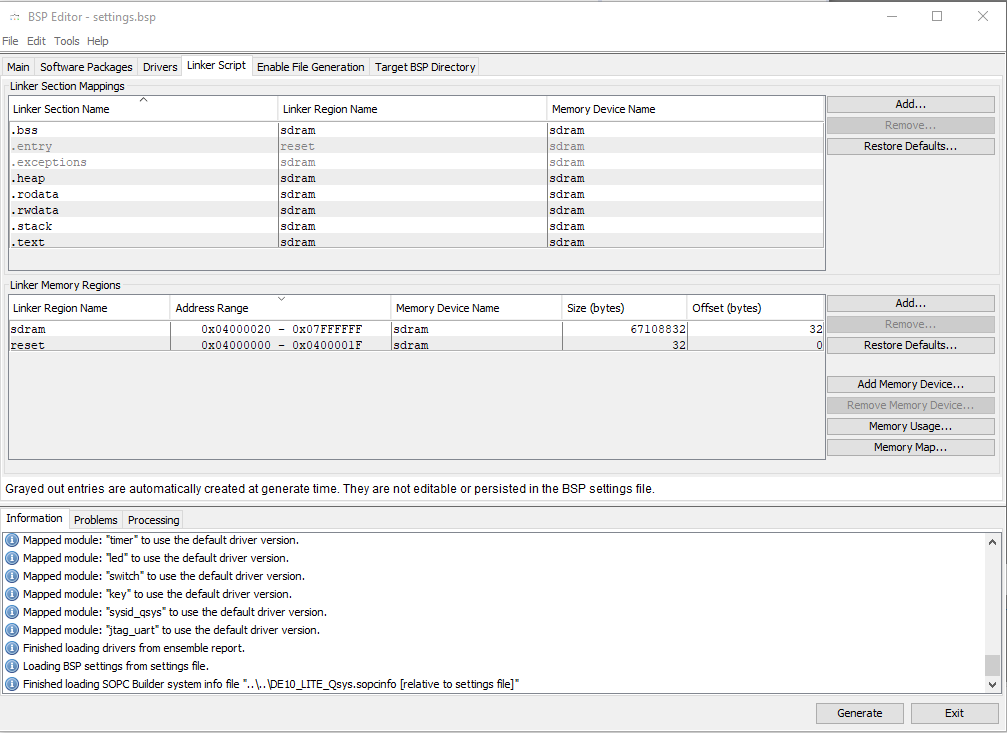 BSP Editor - settings.bsp
File Edit Tools Help
Main Software Packages Drivers Linker Script Enable File Generation Target BSP Directory
Linker Section Mappings
Linker Section Name Linker Region Name Memory Device Name
.bss sdram sdram
.entry reset sdram
.exceptions sdram sdram
.heap sdram sdram
.rodata sdram sdram
.rwdata sdram sdram
.stack sdram sdram
.text sdram sdram
Add...
Remove...
Restore Defaults...
Linker Memory Regions
Linker Region Name Address Range Memory Device Name Size (bytes) Offset (bytes)
sdram 0x04000020 - 0x07FFFFFF sdram 67108832 32
reset 0x04000000 - 0x0400001F sdram 32 0
Add...
Remove...
Restore Defaults...
Add Memory Device...
Remove Memory Device...
Memory Usage...
Memory Map...
Grayed out entries are automatically created at generate time. They are not editable or persisted in the BSP settings file.
Information Problems Processing
Mapped module: "timer" to use the default driver version.
Mapped module: "led" to use the default driver version.
Mapped module: "switch" to use the default driver version.
Mapped module: "key" to use the default driver version.
Mapped module: "sysid_qsys" to use the default driver version.
Mapped module: "jtag_uart" to use the default driver version.
Finished loading drivers from ensemble report.
Loading BSP settings from settings file.
Finished loading SOPC Builder system info file "..\..\DE10_LITE_Qsys.sopcinfo [relative to settings file]"
Generate Exit